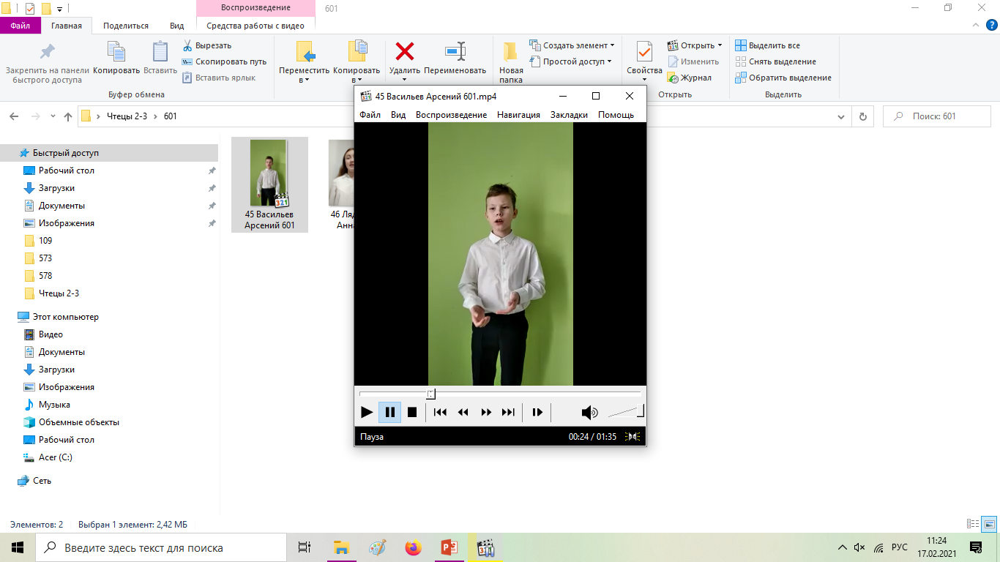 Воспроизведение
601
Файл
Главная
Поделиться
Вид
Средства работы с видео
Закрепить на панели
быстрого доступа
Копировать
Вставить
Вырезать
Скопировать путь
Вставить ярлык
Буфер обмена
Переместить
в
Копировать
в
Удалить
Переименовать
Новая
папка
Создать элемент
Простой доступ
Свойства
Открыть
Изменить
Журнал
Открыть
Выделить все
Снять выделение
Обратить выделение
Выделить
Чтецы 2-3
601
Поиск: 601
Быстрый доступ
Рабочий стол
Загрузки
Документы
Изображения
109
573
578
Чтецы 2-3
Этот компьютер
Видео
Документы
Загрузки
Изображения
Музыка
Объемные объекты
Рабочий стол
Acer (C:)
Сеть
45 Васильев
Арсений 601
46 Ляд
Анна
45 Васильев Арсений 601.mp4
Файл Вид Воспроизведение Навигация Закладки Помощь
Пауза
00:24 / 01:35
Элементов: 2
Выбран 1 элемент: 2,42 МБ
Введите здесь текст для поиска
РУС
11:24
17.02.2021